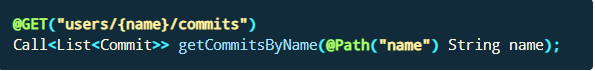 @GET("users/{name}/commits")
Call<List<Commit>> getCommitsByName(@Path("name") String name);